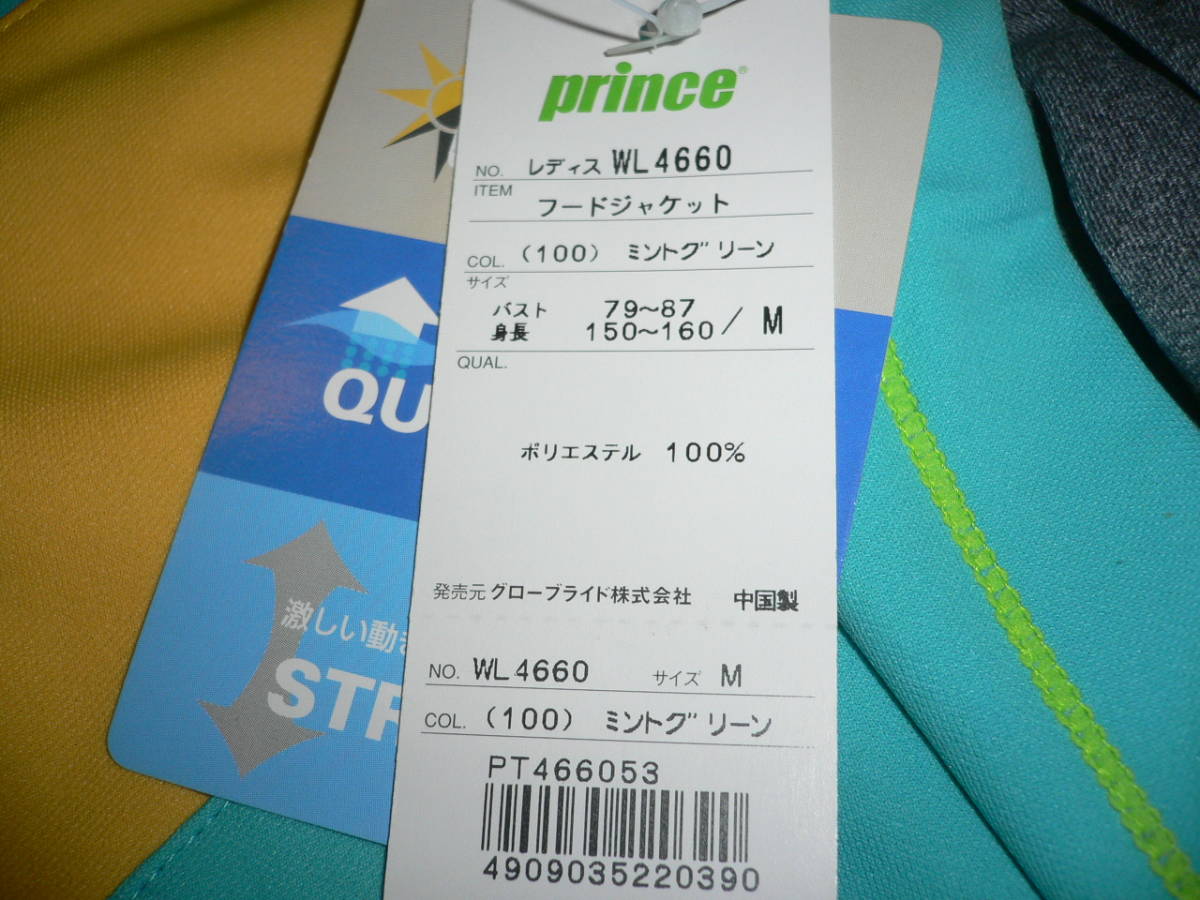 prince®
NO. レディス WL4660
ITEM
フードジャケット
COL. (100) ミントグリーン
サイズ
バスト 79～87
身長 150～160 / M
QUAL.
ポリエステル 100%
発売元 グローブライド株式会社 中国製
NO. WL4660 サイズ M
COL. (100) ミントグリーン
PT466053
4909035220390
QU
激しい動き
STR